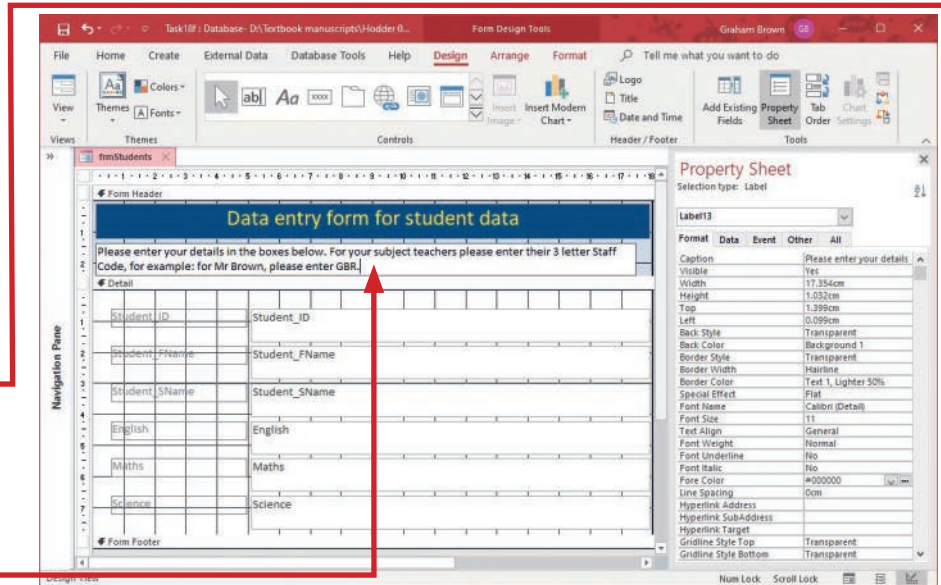 Task18f : Database- D:\Textbook manuscripts\Hodder 0...
Form Design Tools
Graham Brown GB
File Home Create External Data Database Tools Help Design Arrange Format Tell me what you want to do
View
Views
Aa
Themes
Colors
A Fonts
Themes
ab| Aa xxxx
Insert Image
Insert Modern Chart
Controls
Logo
Title
Date and Time
Header / Footer
Add Existing Fields
Property Sheet
Tab Order
Chart Settings
Tools
frmStudents
Form Header
Data entry form for student data
Please enter your details in the boxes below. For your subject teachers please enter their 3 letter Staff
Code, for example: for Mr Brown, please enter GBR.
Detail
Student_ID Student_ID
Student_FName Student_FName
Student_SName Student_SName
English English
Maths Maths
Science Science
Form Footer
Navigation Pane
Property Sheet
Selection type: Label
Label13
Format Data Event Other All
Caption Please enter your details
Visible Yes
Width 17.354cm
Height 1.032cm
Top 1.399cm
Left 0.099cm
Back Style Transparent
Back Color Background 1
Border Style Transparent
Border Width Hairline
Border Color Text 1, Lighter 50%
Special Effect Flat
Font Name Calibri (Detail)
Font Size 11
Text Align General
Font Weight Normal
Font Underline No
Font Italic No
Fore Color #000000
Line Spacing 0cm
Hyperlink Address
Hyperlink SubAddress
Hyperlink Target
Gridline Style Top Transparent
Gridline Style Bottom Transparent
Design View
Num Lock Scroll Lock